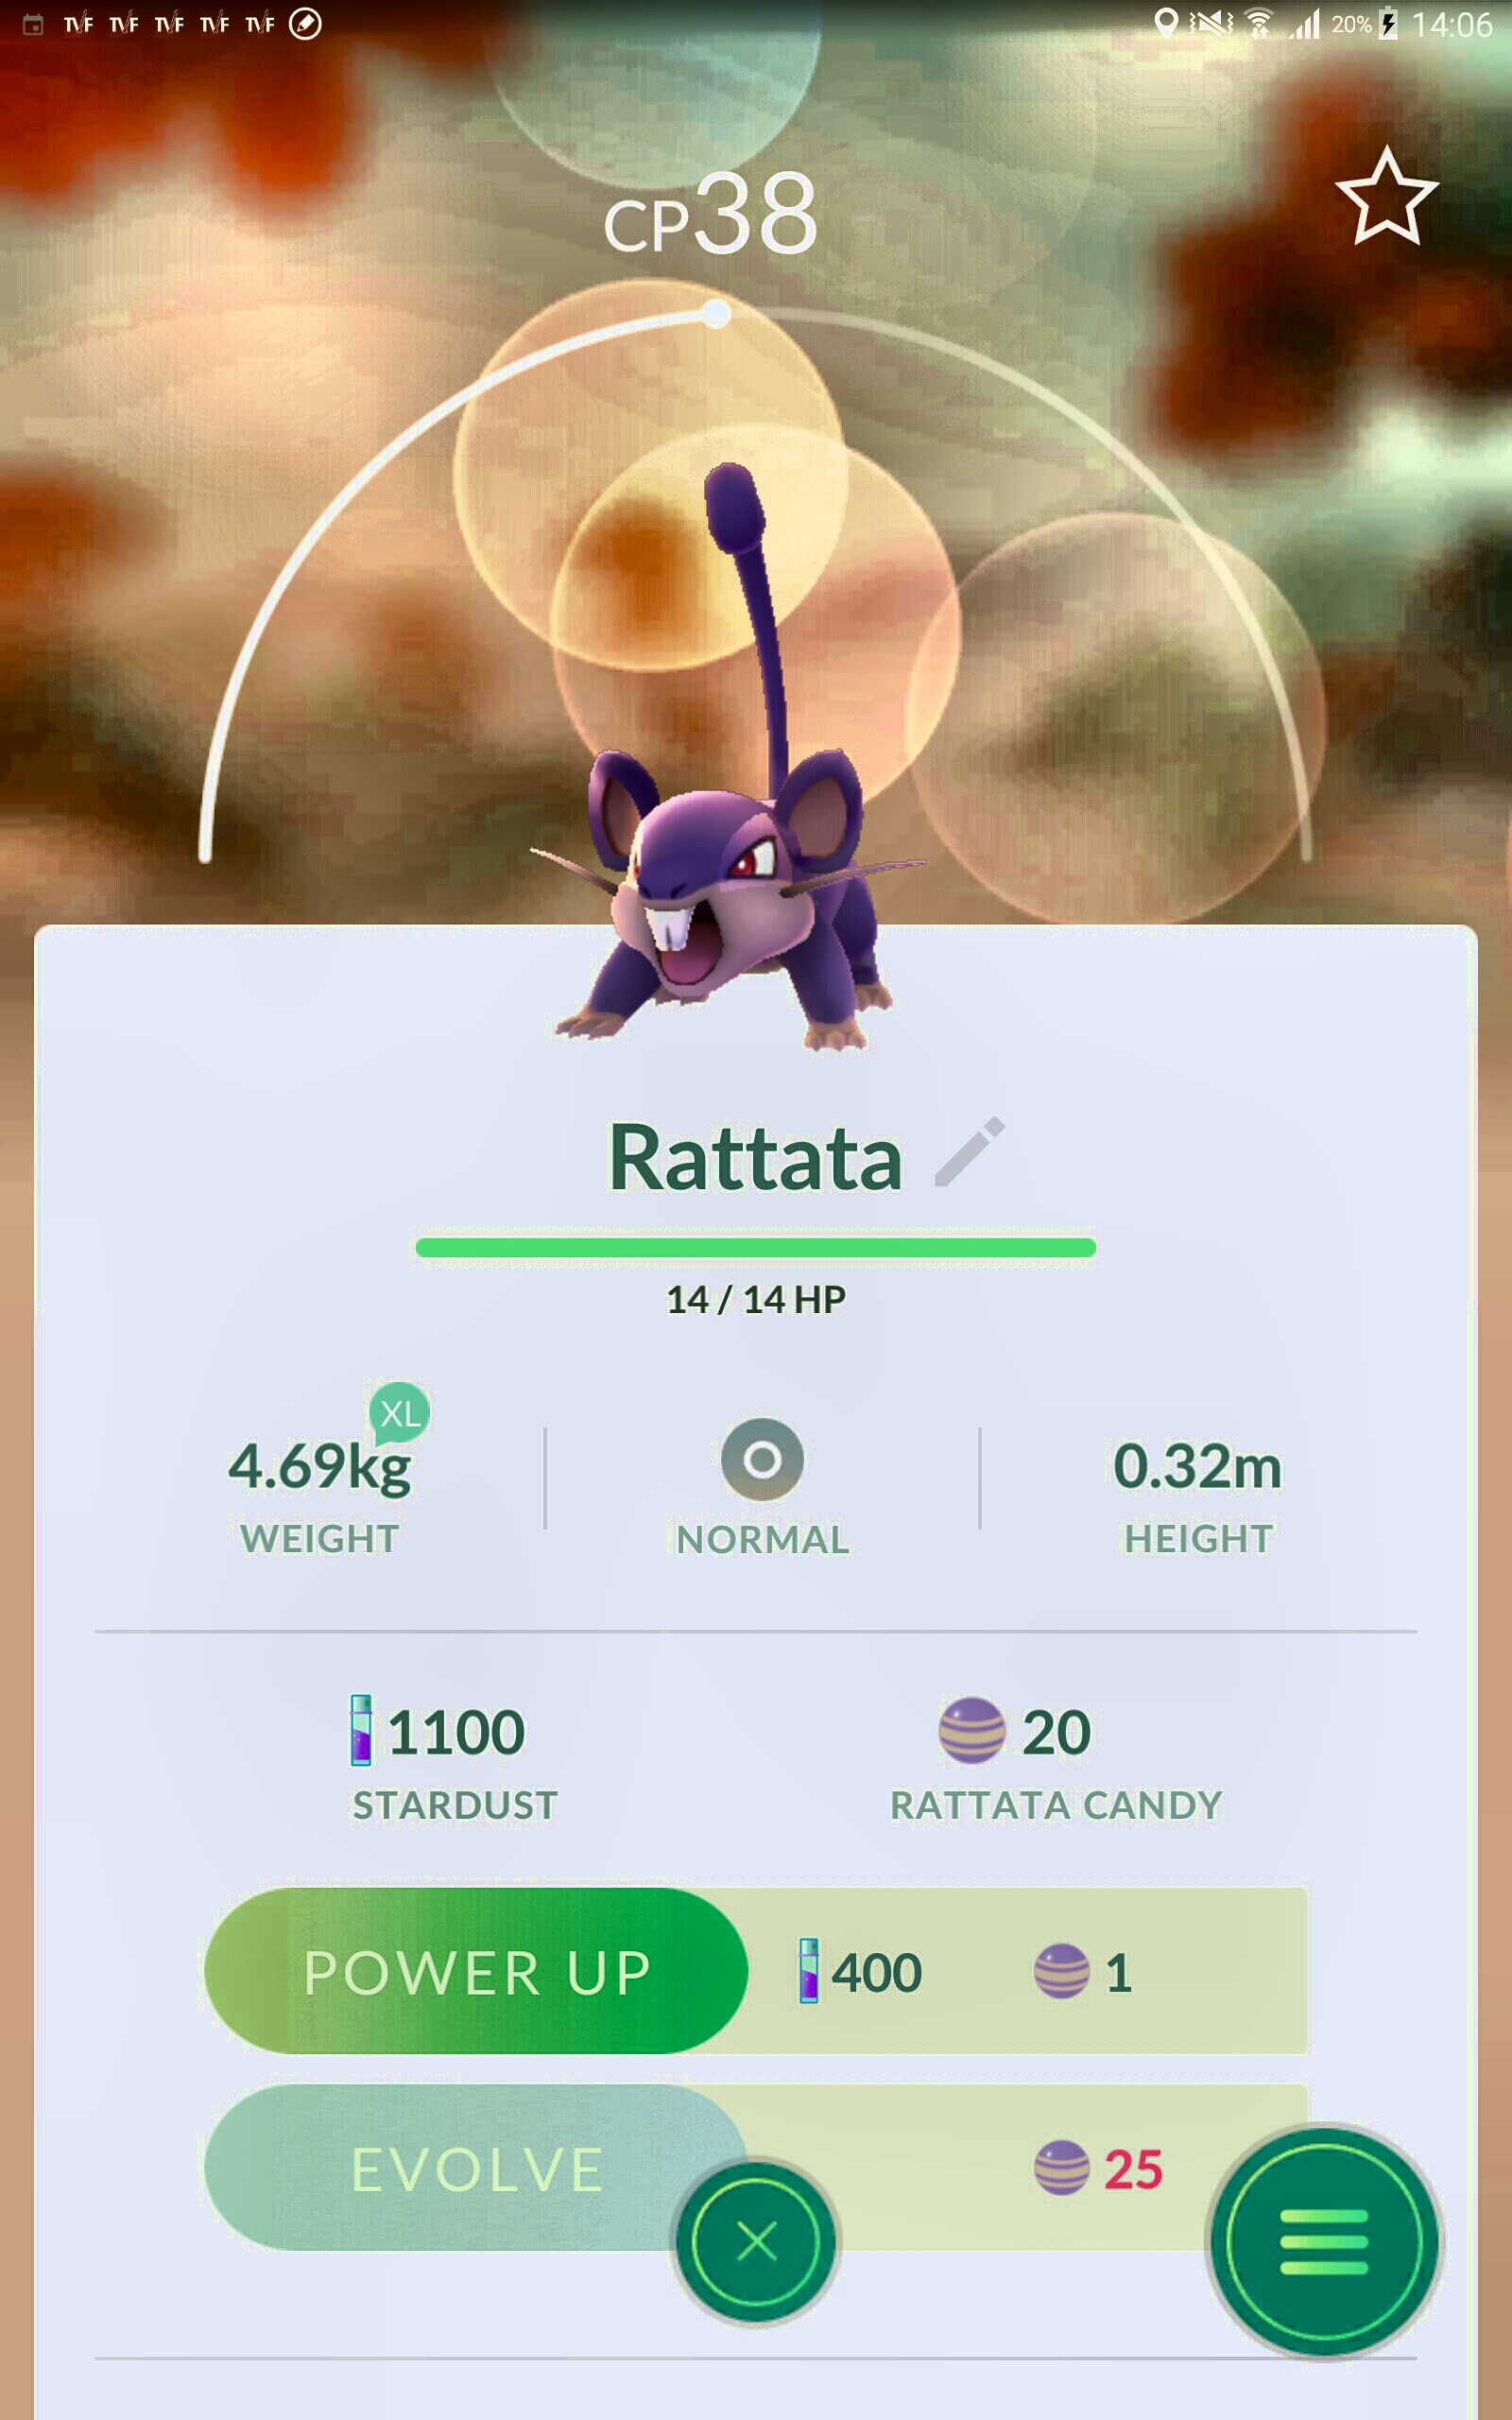 TVF TVF TVF TVF TVF 20% 14:06
CP38
Rattata
14 / 14 HP
XL
4.69kg
WEIGHT
NORMAL
0.32m
HEIGHT
1100
STARDUST
20
RATTATA CANDY
POWER UP 400 1
EVOLVE 25